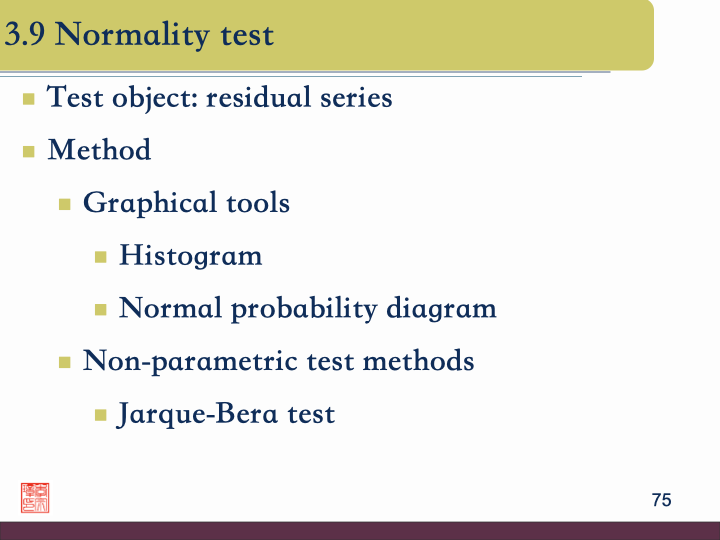 3.9 Normality test
Test object: residual series
Method
Graphical tools
Histogram
Normal probability diagram
Non-parametric test methods
Jarque-Bera test
75